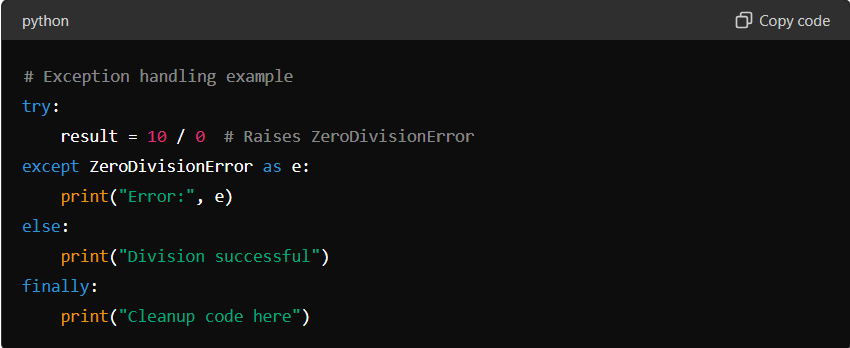 python
Copy code
# Exception handling example
try:
    result = 10 / 0  # Raises ZeroDivisionError
except ZeroDivisionError as e:
    print("Error:", e)
else:
    print("Division successful")
finally:
    print("Cleanup code here")